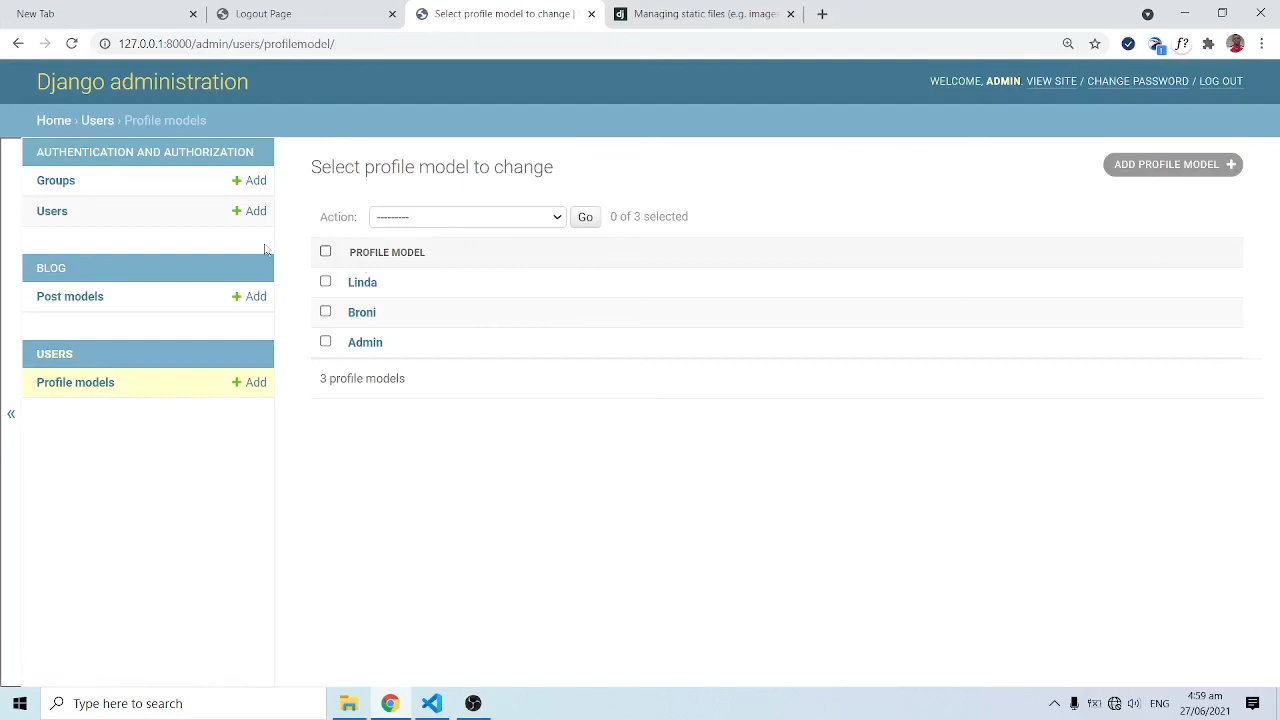 New Tab
Logout Page
Select profile model to change |
dj Managing static files (e.g. images
127.0.0.1:8000/admin/users/profilemodel/
Django administration
WELCOME, ADMIN. VIEW SITE / CHANGE PASSWORD / LOG OUT
Home › Users › Profile models
AUTHENTICATION AND AUTHORIZATION
Groups + Add
Users + Add
BLOG
Post models + Add
USERS
Profile models + Add
«
Select profile model to change
ADD PROFILE MODEL +
Action: --------- Go 0 of 3 selected
PROFILE MODEL
Linda
Broni
Admin
3 profile models
Type here to search
ENG
4:59 am
27/06/2021